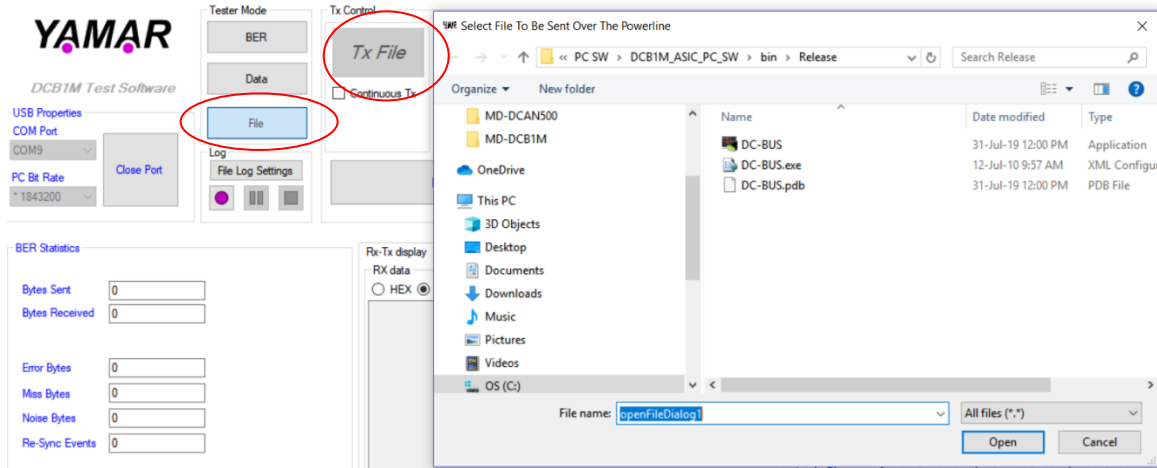 YAMAR
DCB1M Test Software
USB Properties
COM Port
COM9
PC Bit Rate
* 1843200
Close Port
Tester Mode
BER
Data
File
Log
File Log Settings
Tx Control
Tx File
Continuous Tx
BER Statistics
Bytes Sent 0
Bytes Received 0
Error Bytes 0
Miss Bytes 0
Noise Bytes 0
Re-Sync Events 0
Rx-Tx display
RX data
HEX
Select File To Be Sent Over The Powerline
« PC SW > DCB1M_ASIC_PC_SW > bin > Release
Search Release
Organize
New folder
MD-DCAN500
MD-DCB1M
OneDrive
This PC
3D Objects
Desktop
Documents
Downloads
Music
Pictures
Videos
OS (C:)
Name Date modified Type
DC-BUS 31-Jul-19 12:00 PM Application
DC-BUS.exe 12-Jul-10 9:57 AM XML Configur
DC-BUS.pdb 31-Jul-19 12:00 PM PDB File
File name: openFileDialog1
All files (*.*)
Open
Cancel